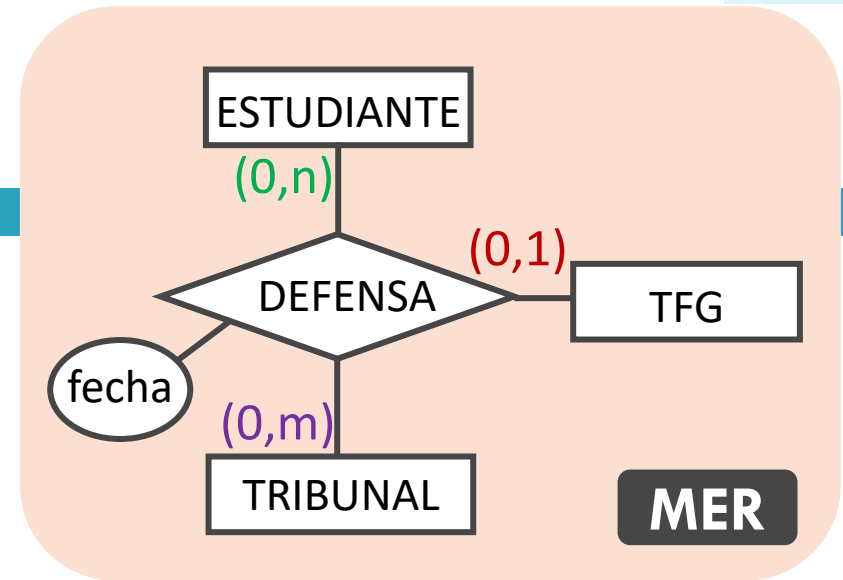 ESTUDIANTE
(0,n)
(0,1)
DEFENSA
TFG
fecha
(0,m)
TRIBUNAL
MER